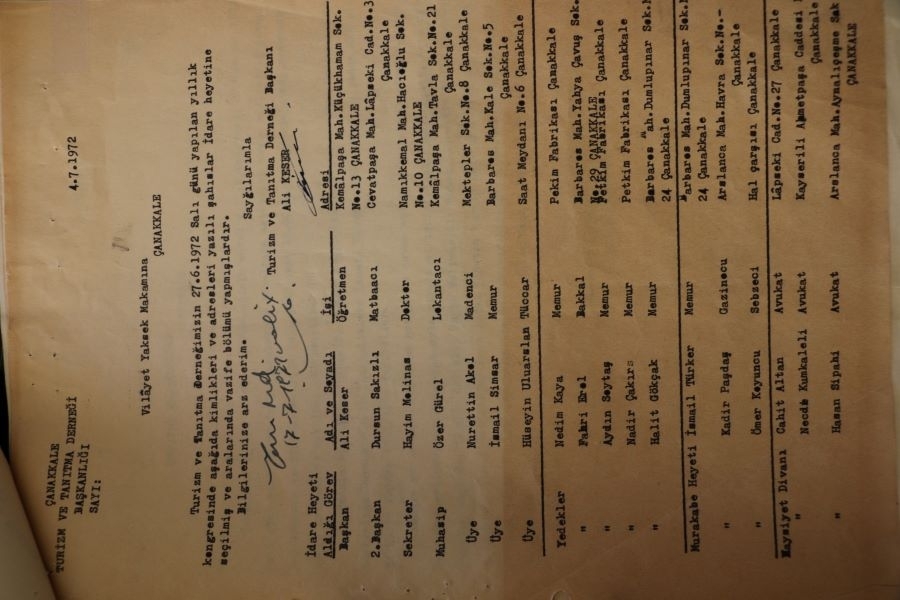 ÇANAKKALE
TURİZM VE TANITMA DERNEĞİ
BAŞKANLIĞI
SAYI:
4.7.1972
Vilâyet Yaksek Makamına
ÇANAKKALE
Turizm ve Tanıtma Derneğimizin 27.6.1972 Salı günü yapılan yıllık
kongresinde aşağıda kimlikleri ve adresleri yazılı şahıslar İdare heyetine
seçilmiş ve aralarında vazife bölümü yapmışlardır.
Bilgilerinize arz ederim.
Saygılarımla
Turizm ve Tanıtma Derneği Başkanı
Ali KESER
İdare Heyeti
Aldığı Görev Adı ve Soyadı İşi Adresi
Başkan Ali Keser Öğretmen Kemâlpaşa Mah.Küçükhamam Sok.
No.13 ÇANAKKALE
2.Başkan Dursun Sakızlı Matbaacı Cevatpaşa Mah.Lâpseki Cad.No.3
Çanakkale
Sekreter Hayim Molinas Doktor Namıkkemal Mah.Hacıoğlu Sok.
No.10 ÇANAKKALE
Muhasip Özer Gürel Lokantacı Kemâlpaşa Mah.Tavla Sok.No.21
Çanakkale
Üye Nurettin Akol Madenci Mektepler Sok.No.8 Çanakkale
Üye İsmail Simsar Memur Barbaros Mah.Kale Sok.No.5
Çanakkale
Üye Hüseyin Uluarslan Tüccar Saat Meydanı No.6 Çanakkale
Yedekler Nedim Kaya Memur Pekim Fabrikası Çanakkale
" Fahri Erol Bakkal Barbaros Mah.Yahya Çavuş Sok.
No.29 ÇANAKKALE
" Aydın Soytaş Memur Petkim Fabrikası Çanakkale
" Nadir Çakırs Memur Petkim Fabrikası Çanakkale
" Halit Gökçak Memur Barbaros Mah.Dumlupınar Sok.
24 Çanakkale
Murakabe Heyeti İsmail Türker Memur Barbaros Mah.Dumlupınar Sok.
24 Çanakkale
" Kadir Paşdaş Gazinocu Arslanca Mah.Havra Sok.No.-
Çanakkale
" Ömer Koyuncu Sebzeci Hal çarşısı Çanakkale
Haysiyet Divanı Cahit Altan Avukat Lâpseki Cad.No.27 Çanakkale
" Necdet Kumkaleli Avukat Kayserili Ahmetpaşa Caddesi
Çanakkale
" Hasan Sipahi Avukat Arslanca Mah.Aynalıçeşme Sok
ÇANAKKALE